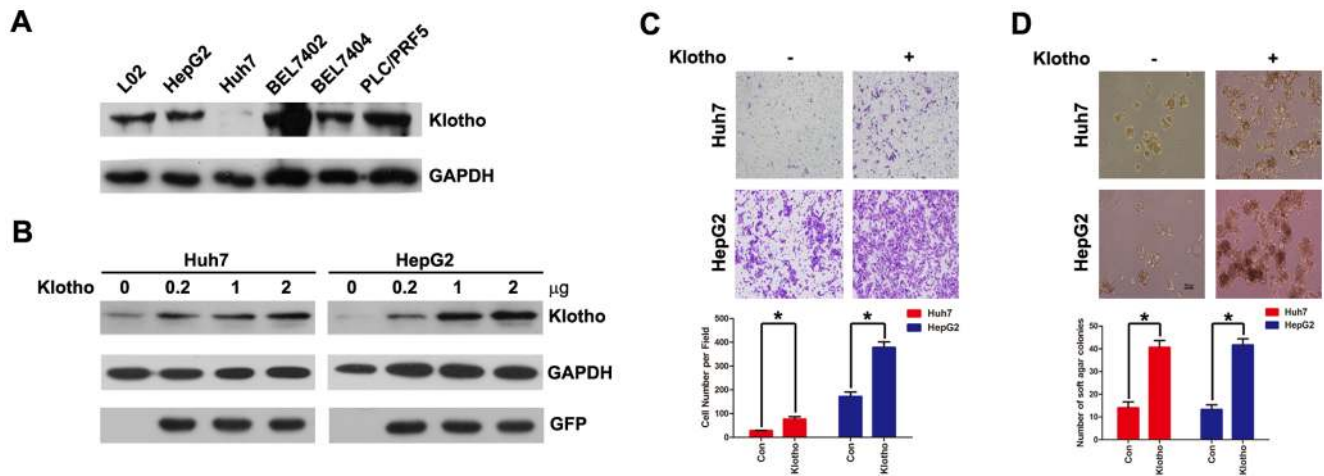 A
L02 HepG2 Huh7 BEL7402 BEL7404 PLC/PRF5
Klotho
GAPDH
B
Huh7 HepG2
Klotho 0 0.2 1 2 0 0.2 1 2 μg
Klotho
GAPDH
GFP
C
Klotho - +
Huh7
HepG2
Huh7
HepG2
Cell Number per Field
500
400
300
200
100
0
* *
Con Klotho Con Klotho
D
Klotho - +
Huh7
HepG2
Huh7
HepG2
Number of soft agar colonies
50
40
30
20
10
0
* *
Con Klotho Con Klotho